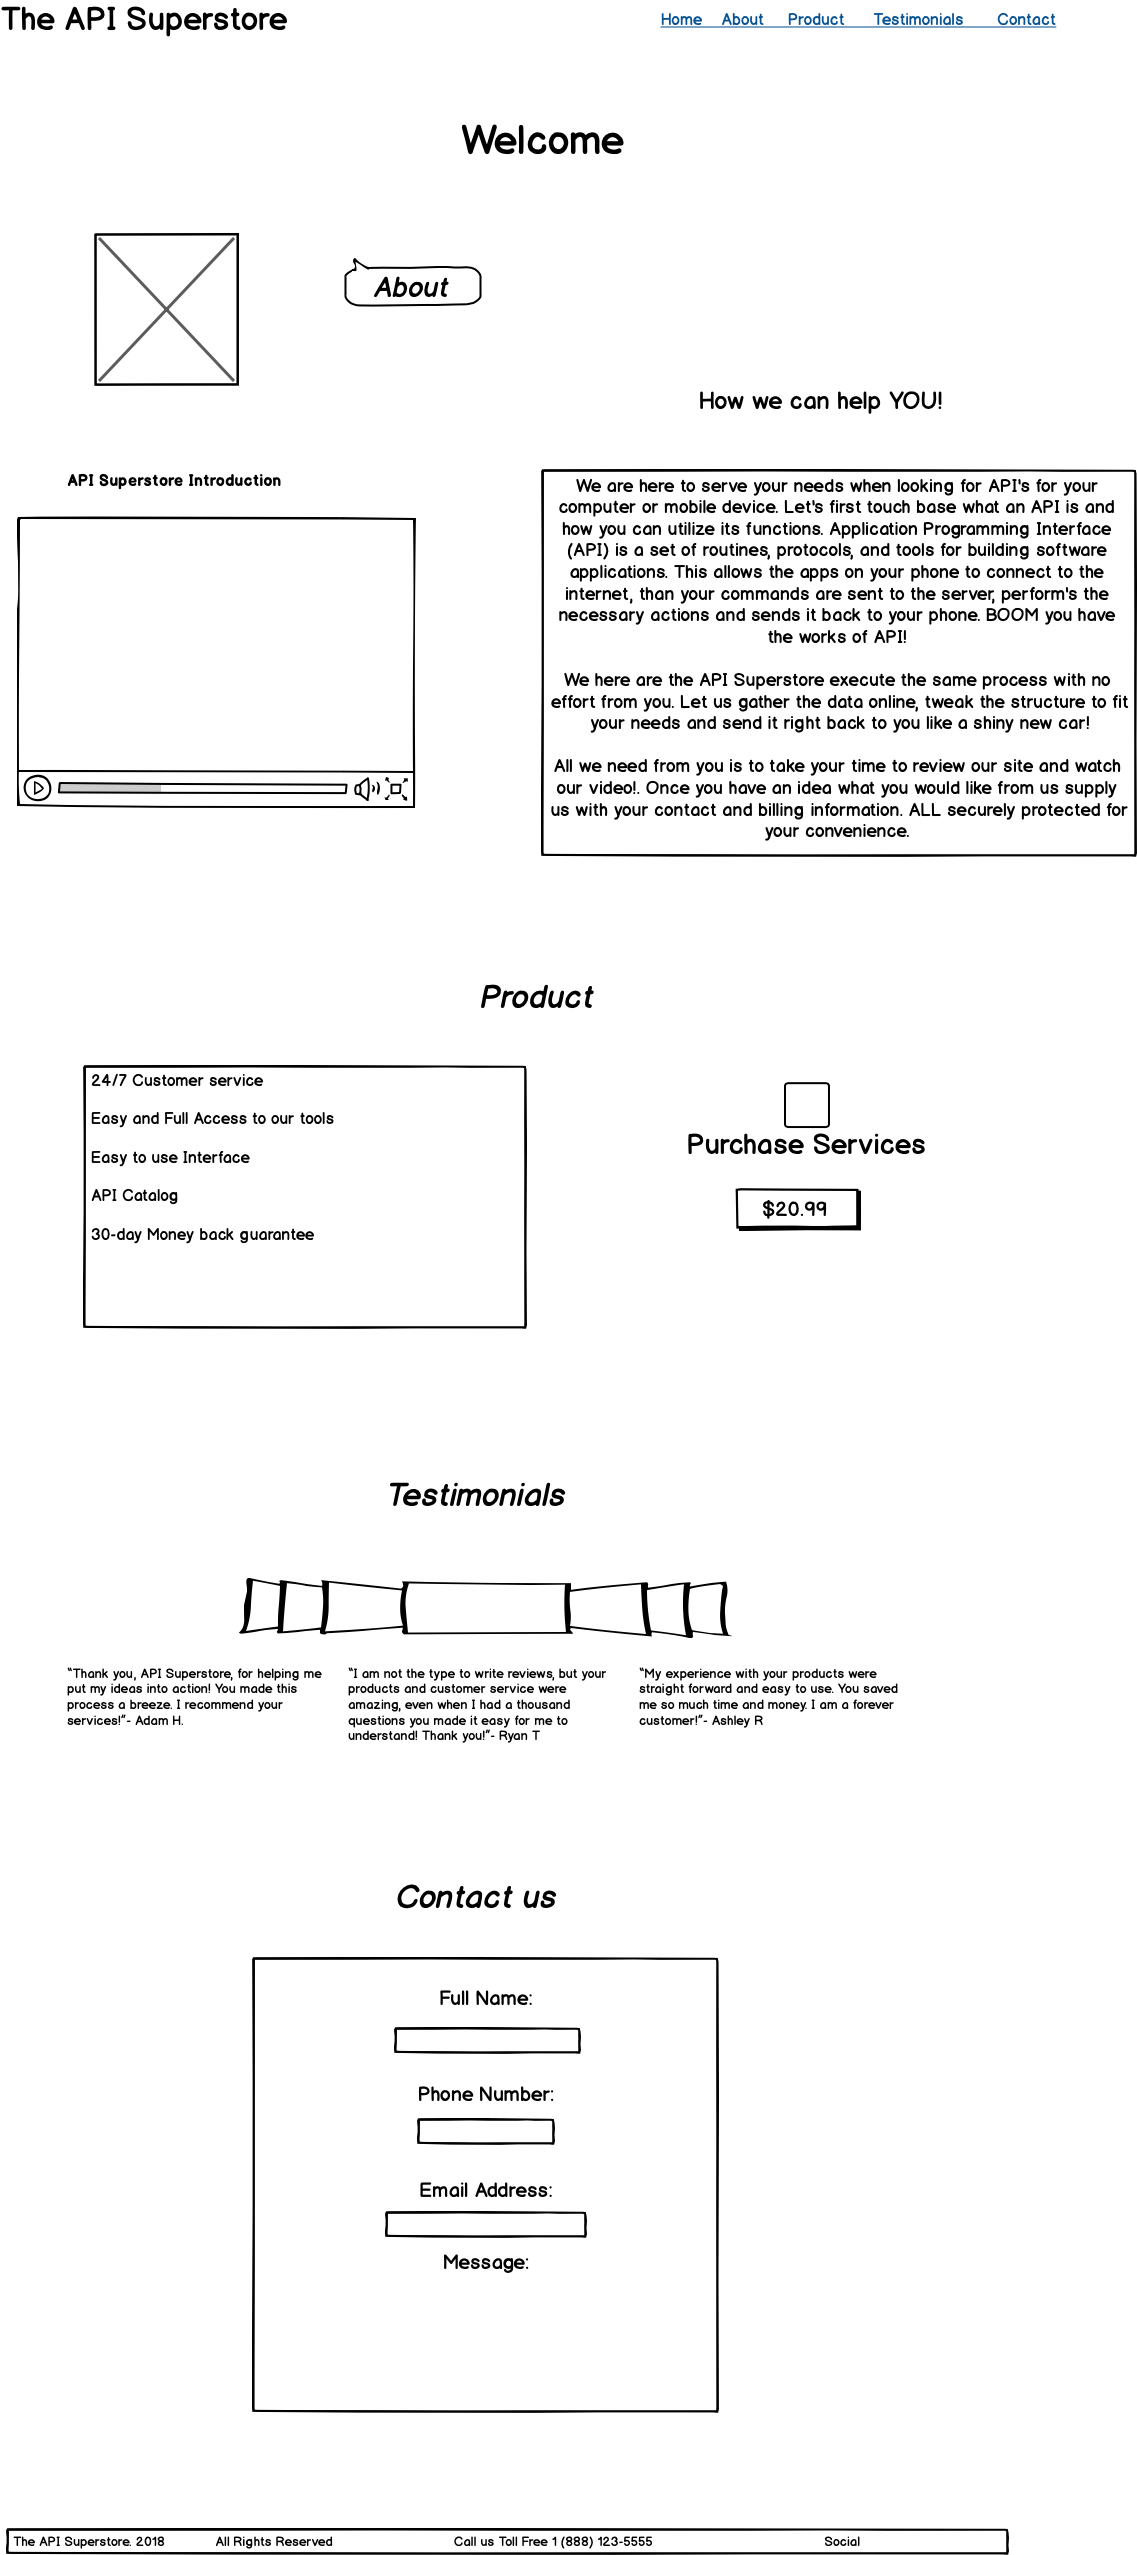 The API Superstore
Home About Product Testimonials Contact
Welcome
About
How we can help YOU!
API Superstore Introduction
We are here to serve your needs when looking for API's for your
computer or mobile device. Let's first touch base what an API is and
how you can utilize its functions. Application Programming Interface
(API) is a set of routines, protocols, and tools for building software
applications. This allows the apps on your phone to connect to the
internet, than your commands are sent to the server, perform's the
necessary actions and sends it back to your phone. BOOM you have
the works of API!
We here are the API Superstore execute the same process with no
effort from you. Let us gather the data online, tweak the structure to fit
your needs and send it right back to you like a shiny new car!
All we need from you is to take your time to review our site and watch
our video!. Once you have an idea what you would like from us supply
us with your contact and billing information. ALL securely protected for
your convenience.
Product
24/7 Customer service
Easy and Full Access to our tools
Easy to use Interface
API Catalog
30-day Money back guarantee
Purchase Services
$20.99
Testimonials
"Thank you, API Superstore, for helping me
put my ideas into action! You made this
process a breeze. I recommend your
services!"- Adam H.
"I am not the type to write reviews, but your
products and customer service were
amazing, even when I had a thousand
questions you made it easy for me to
understand! Thank you!"- Ryan T
"My experience with your products were
straight forward and easy to use. You saved
me so much time and money. I am a forever
customer!"- Ashley R
Contact us
Full Name:
Phone Number:
Email Address:
Message:
The API Superstore. 2018 All Rights Reserved Call us Toll Free 1 (888) 123-5555 Social